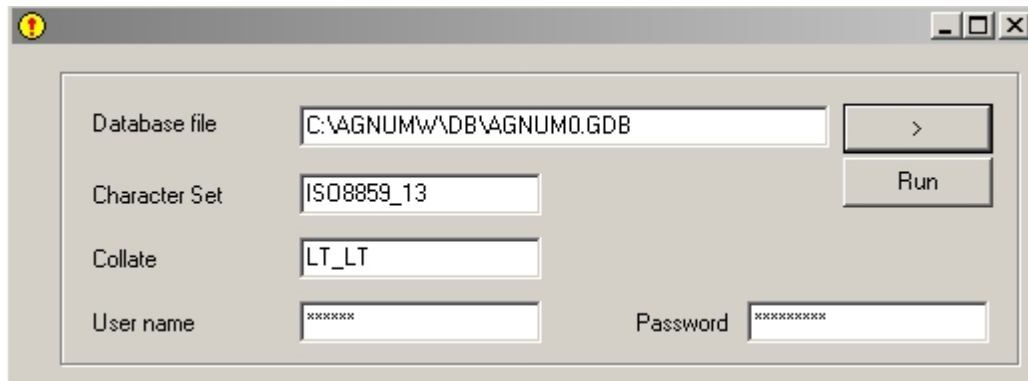 Database file C:\AGNUMW\DB\AGNUM0.GDB >
Run
Character Set ISO8859_13
Collate LT_LT
User name ****** Password *********